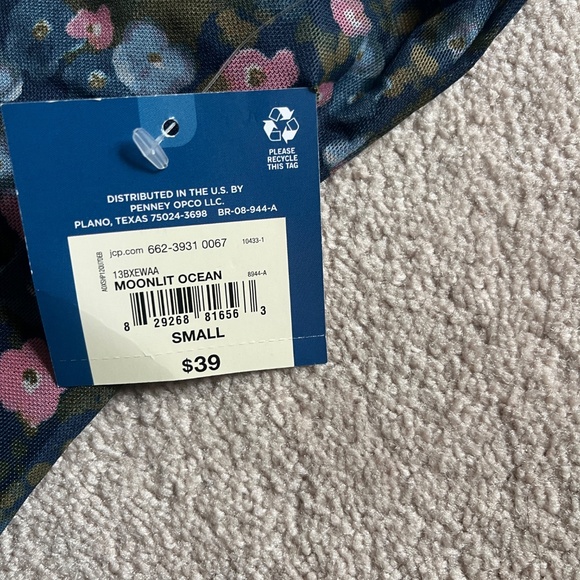 PLEASE
RECYCLE
THIS TAG
DISTRIBUTED IN THE U.S. BY
PENNEY OPCO LLC.
PLANO, TEXAS 75024-3698 BR-08-944-A
jcp.com 662-3931 0067 10433-1
13BXEWAA
MOONLIT OCEAN 8944-A
8 29268 81656 3
SMALL
$39